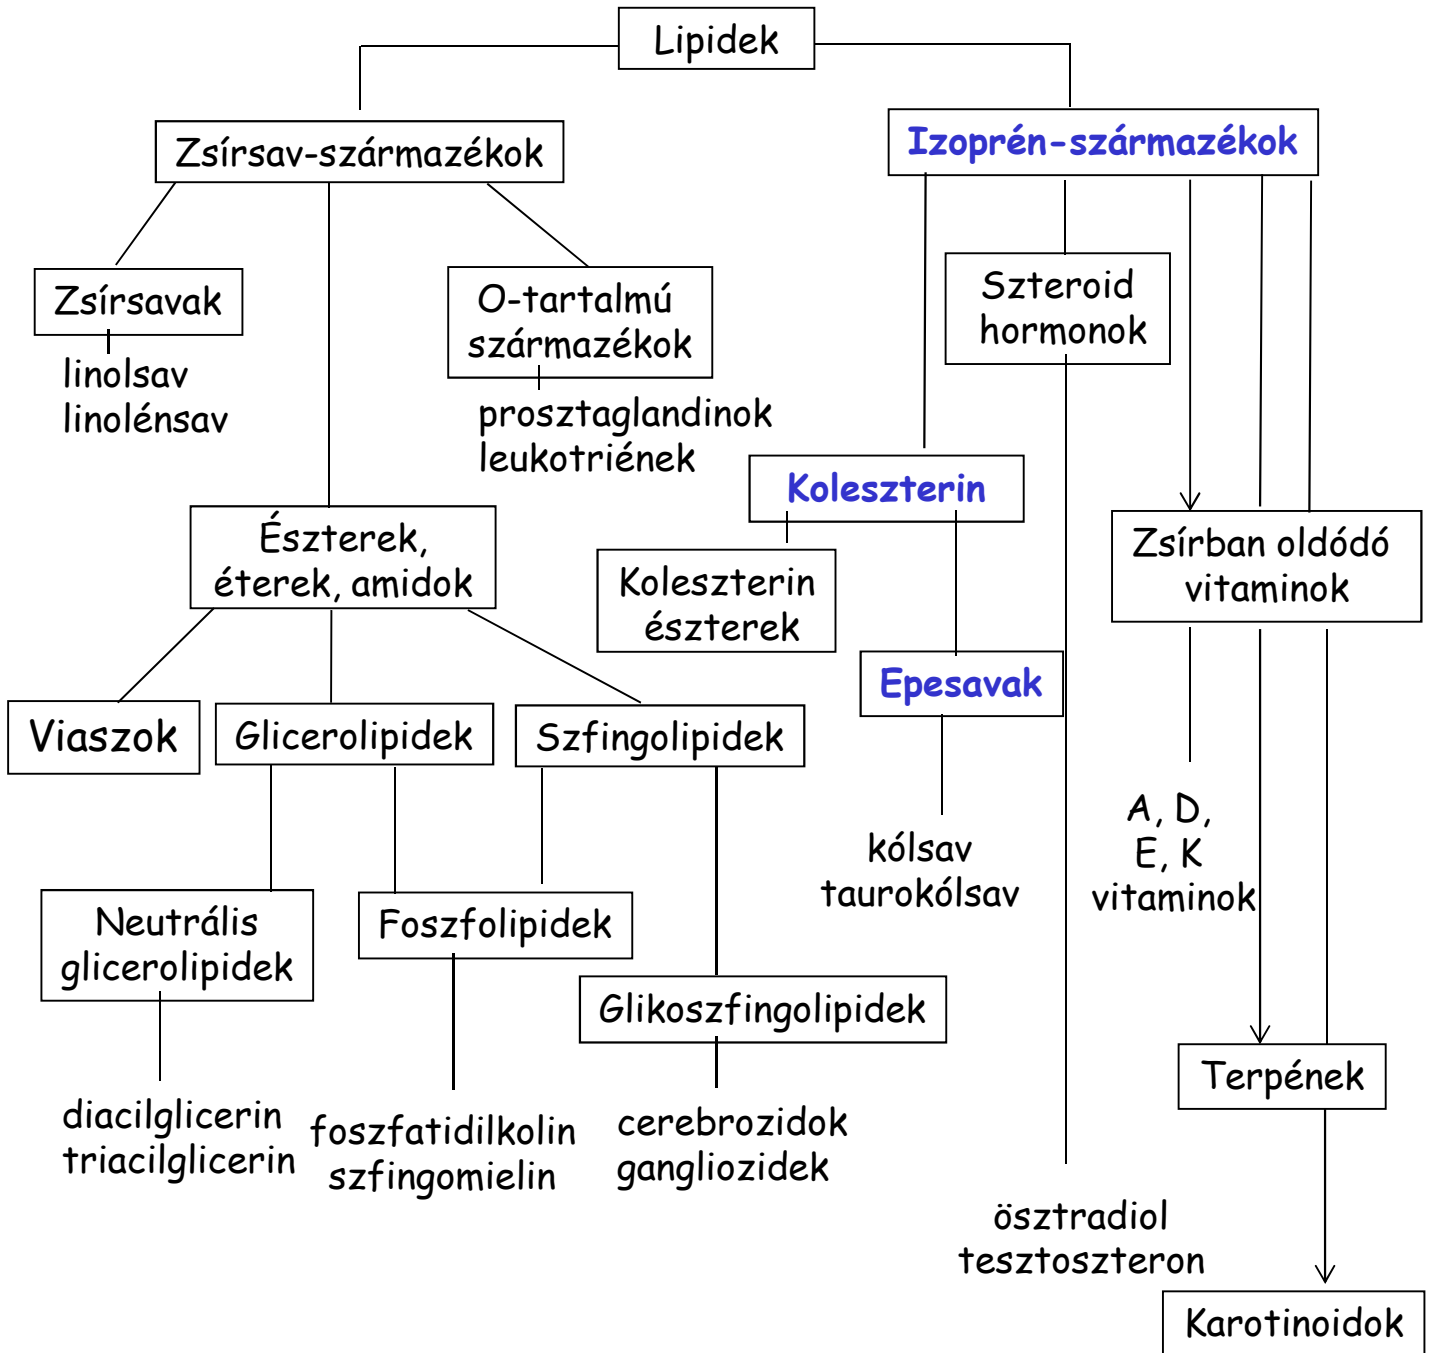 Lipidek
Zsírsav-származékok
Izoprén-származékok
Zsírsavak
linolsav
linolénsav
O-tartalmú
származékok
prosztaglandinok
leukotriének
Szteroid
hormonok
Koleszterin
Koleszterin
észterek
Észterek,
éterek, amidok
Zsírban oldódó
vitaminok
Epesavak
Viaszok
Glicerolipidek
Szfingolipidek
kólsav
taurokólsav
A, D,
E, K
vitaminok
Neutrális
glicerolipidek
Foszfolipidek
Glikoszfingolipidek
Terpének
diacilglicerin
triacilglicerin
foszfatidilkolin
szfingomielin
cerebrozidok
gangliozidek
ösztradiol
tesztoszteron
Karotinoidok